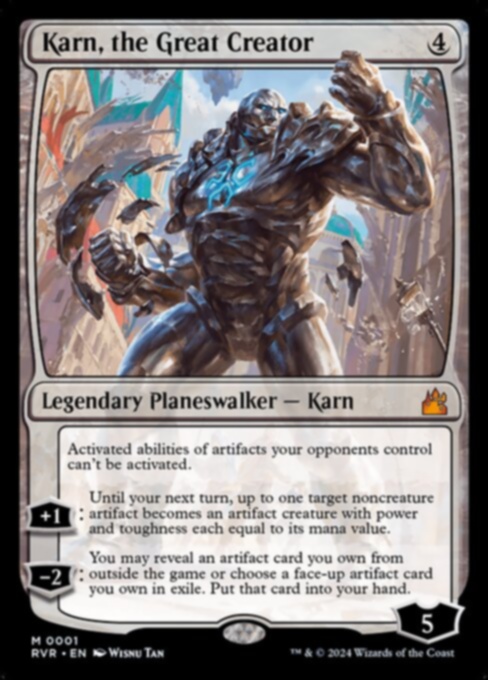 Karn, the Great Creator 4
Legendary Planeswalker — Karn
Activated abilities of artifacts your opponents control
can't be activated.
+1 : Until your next turn, up to one target noncreature
artifact becomes an artifact creature with power
and toughness each equal to its mana value.
−2 : You may reveal an artifact card you own from
outside the game or choose a face-up artifact card
you own in exile. Put that card into your hand.
5
M 0001
RVR • EN Wisnu Tan
™ & © 2024 Wizards of the Coast